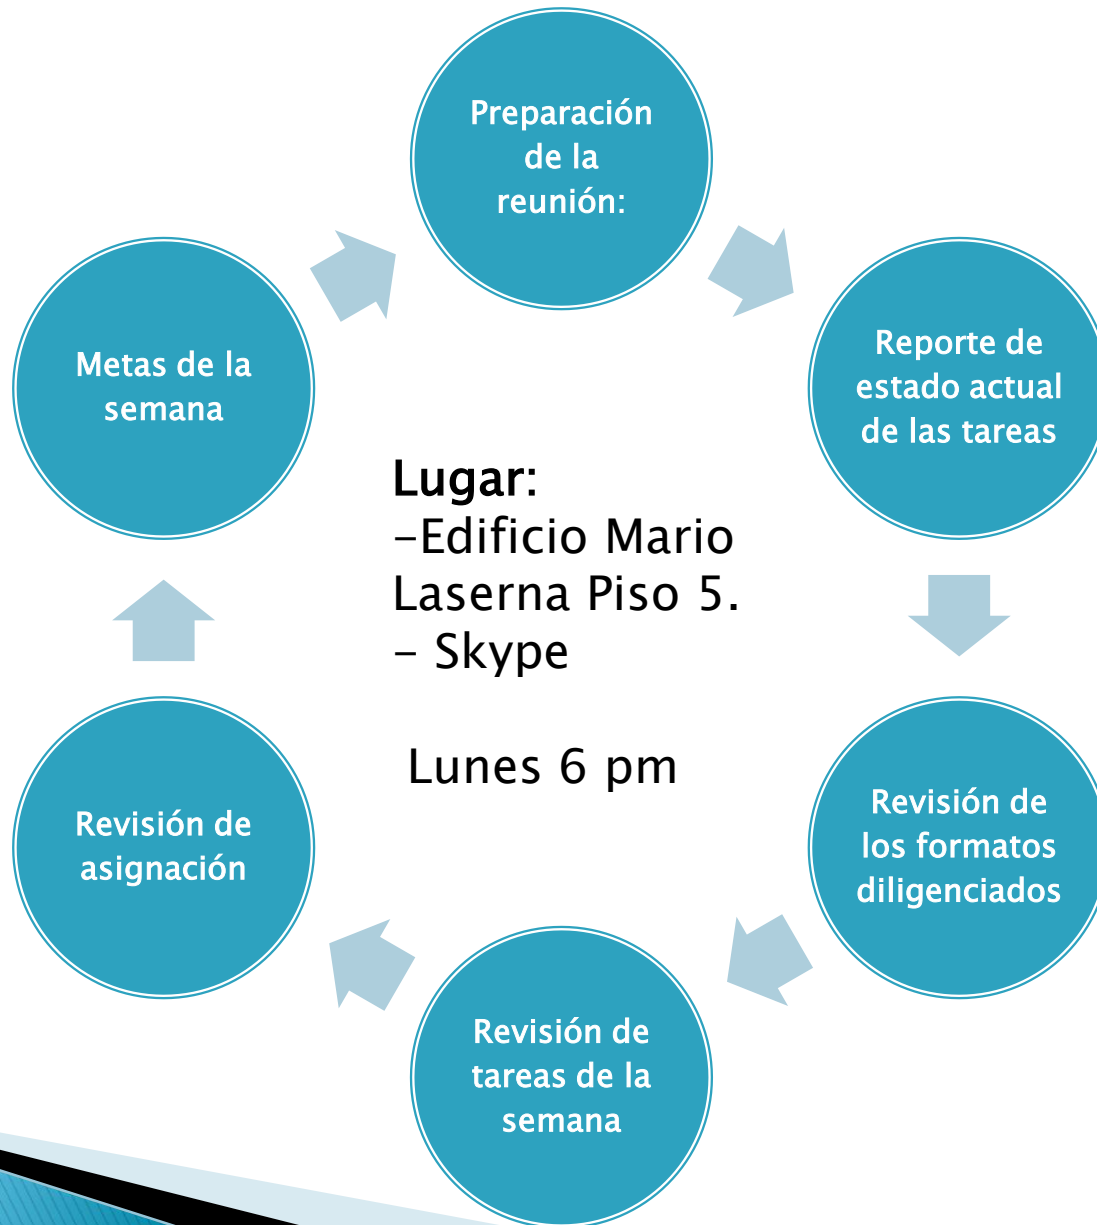 Preparación
de la
reunión:
Reporte de
estado actual
de las tareas
Revisión de
los formatos
diligenciados
Revisión de
tareas de la
semana
Revisión de
asignación
Metas de la
semana
Lugar:
-Edificio Mario
Laserna Piso 5.
- Skype
Lunes 6 pm